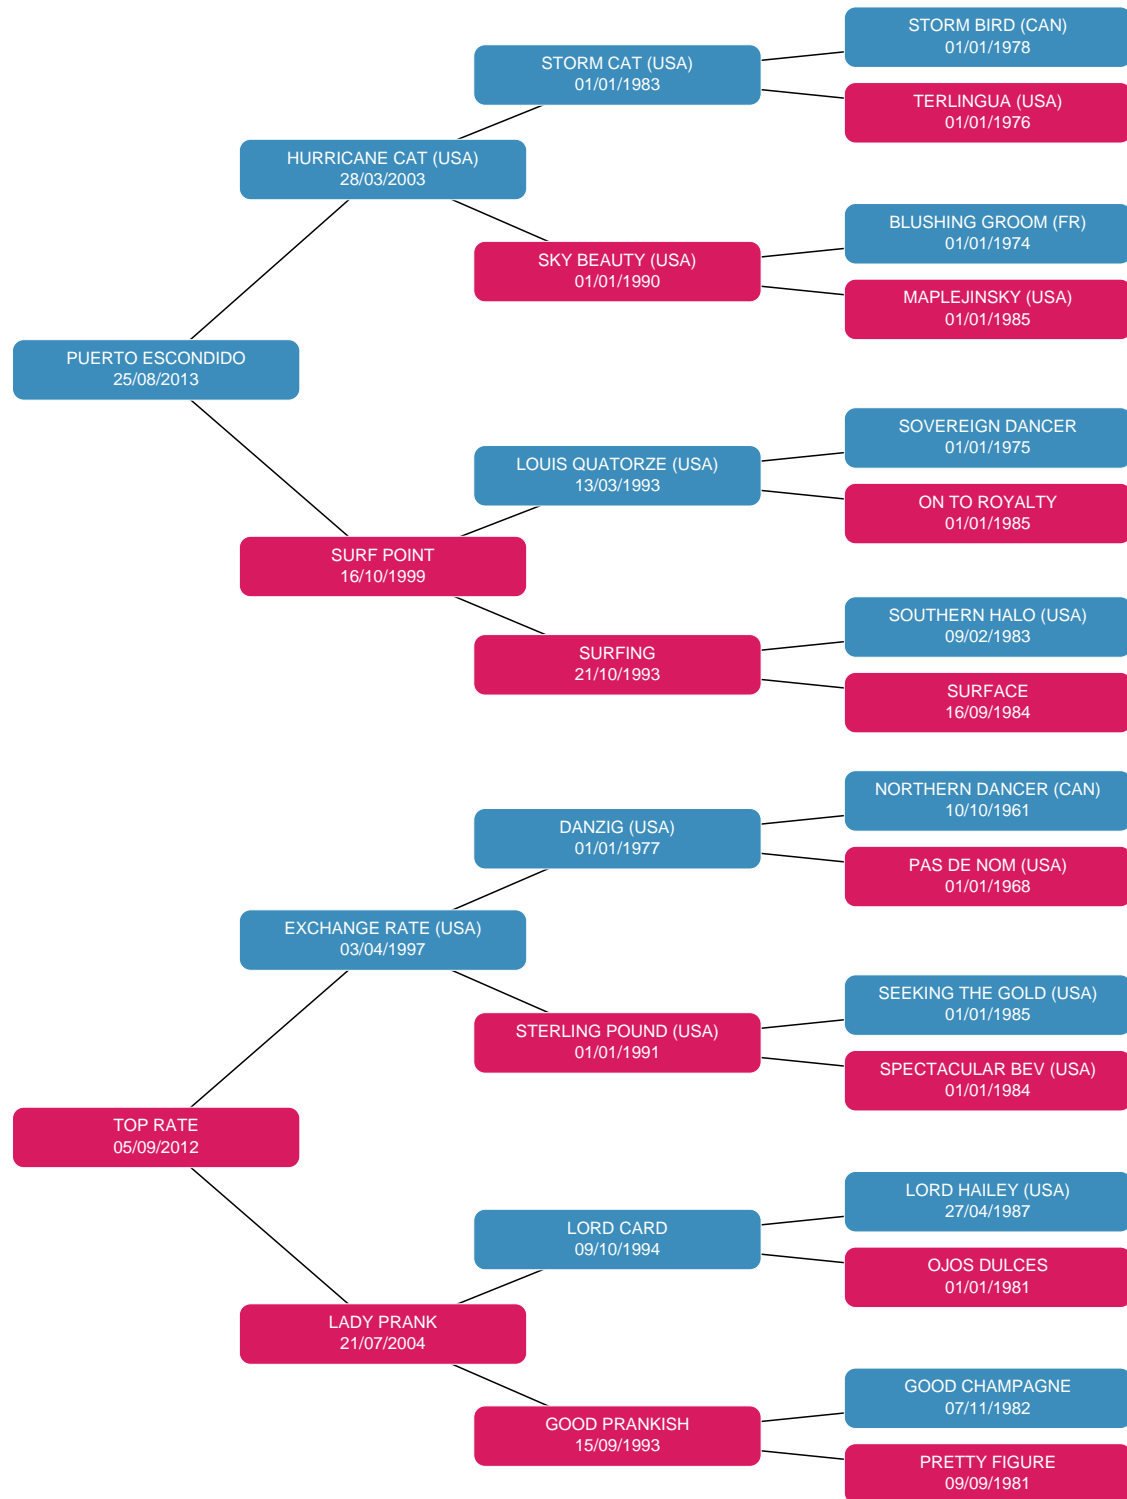 STORM BIRD (CAN)
01/01/1978
STORM CAT (USA)
01/01/1983
TERLINGUA (USA)
01/01/1976
HURRICANE CAT (USA)
28/03/2003
BLUSHING GROOM (FR)
01/01/1974
SKY BEAUTY (USA)
01/01/1990
MAPLEJINSKY (USA)
01/01/1985
PUERTO ESCONDIDO
25/08/2013
SOVEREIGN DANCER
01/01/1975
LOUIS QUATORZE (USA)
13/03/1993
ON TO ROYALTY
01/01/1985
SURF POINT
16/10/1999
SOUTHERN HALO (USA)
09/02/1983
SURFING
21/10/1993
SURFACE
16/09/1984
NORTHERN DANCER (CAN)
10/10/1961
DANZIG (USA)
01/01/1977
PAS DE NOM (USA)
01/01/1968
EXCHANGE RATE (USA)
03/04/1997
SEEKING THE GOLD (USA)
01/01/1985
STERLING POUND (USA)
01/01/1991
SPECTACULAR BEV (USA)
01/01/1984
TOP RATE
05/09/2012
LORD HAILEY (USA)
27/04/1987
LORD CARD
09/10/1994
OJOS DULCES
01/01/1981
LADY PRANK
21/07/2004
GOOD CHAMPAGNE
07/11/1982
GOOD PRANKISH
15/09/1993
PRETTY FIGURE
09/09/1981